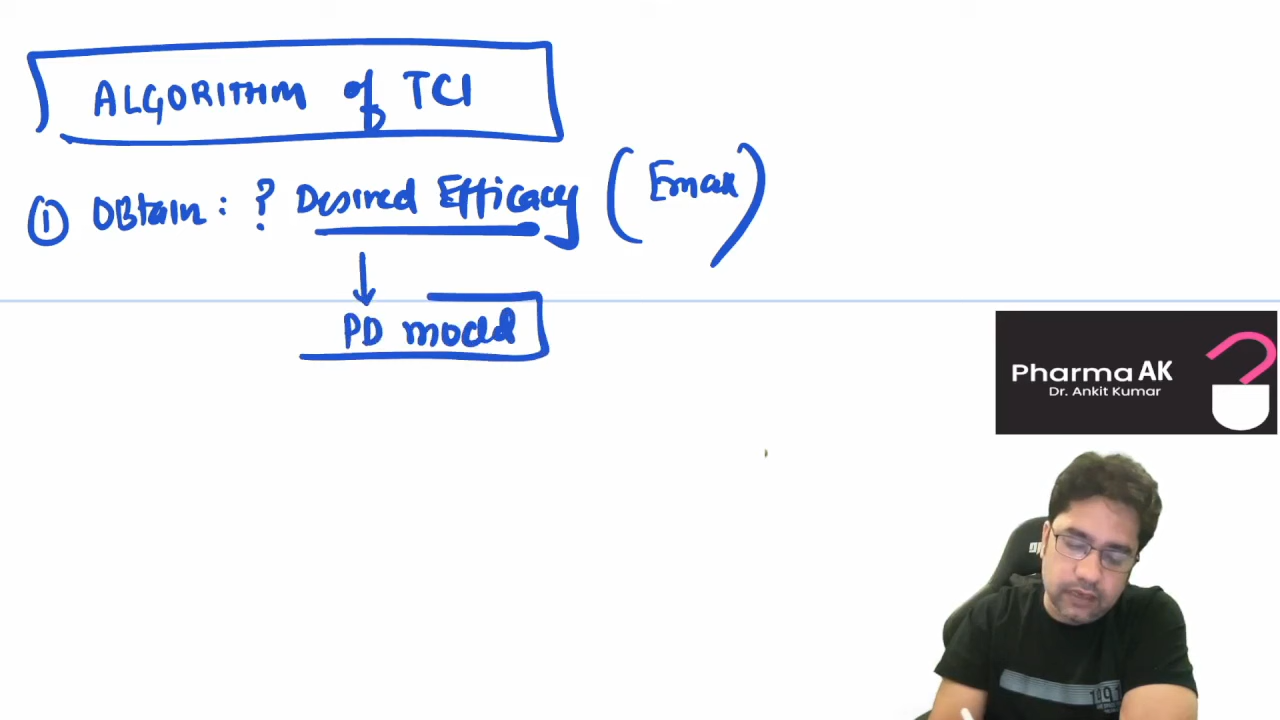 ALGORITHM of TCI
① OBtain: ? Desired Efficacy (Emax)
↓
PD model
Pharma AK
Dr. Ankit Kumar